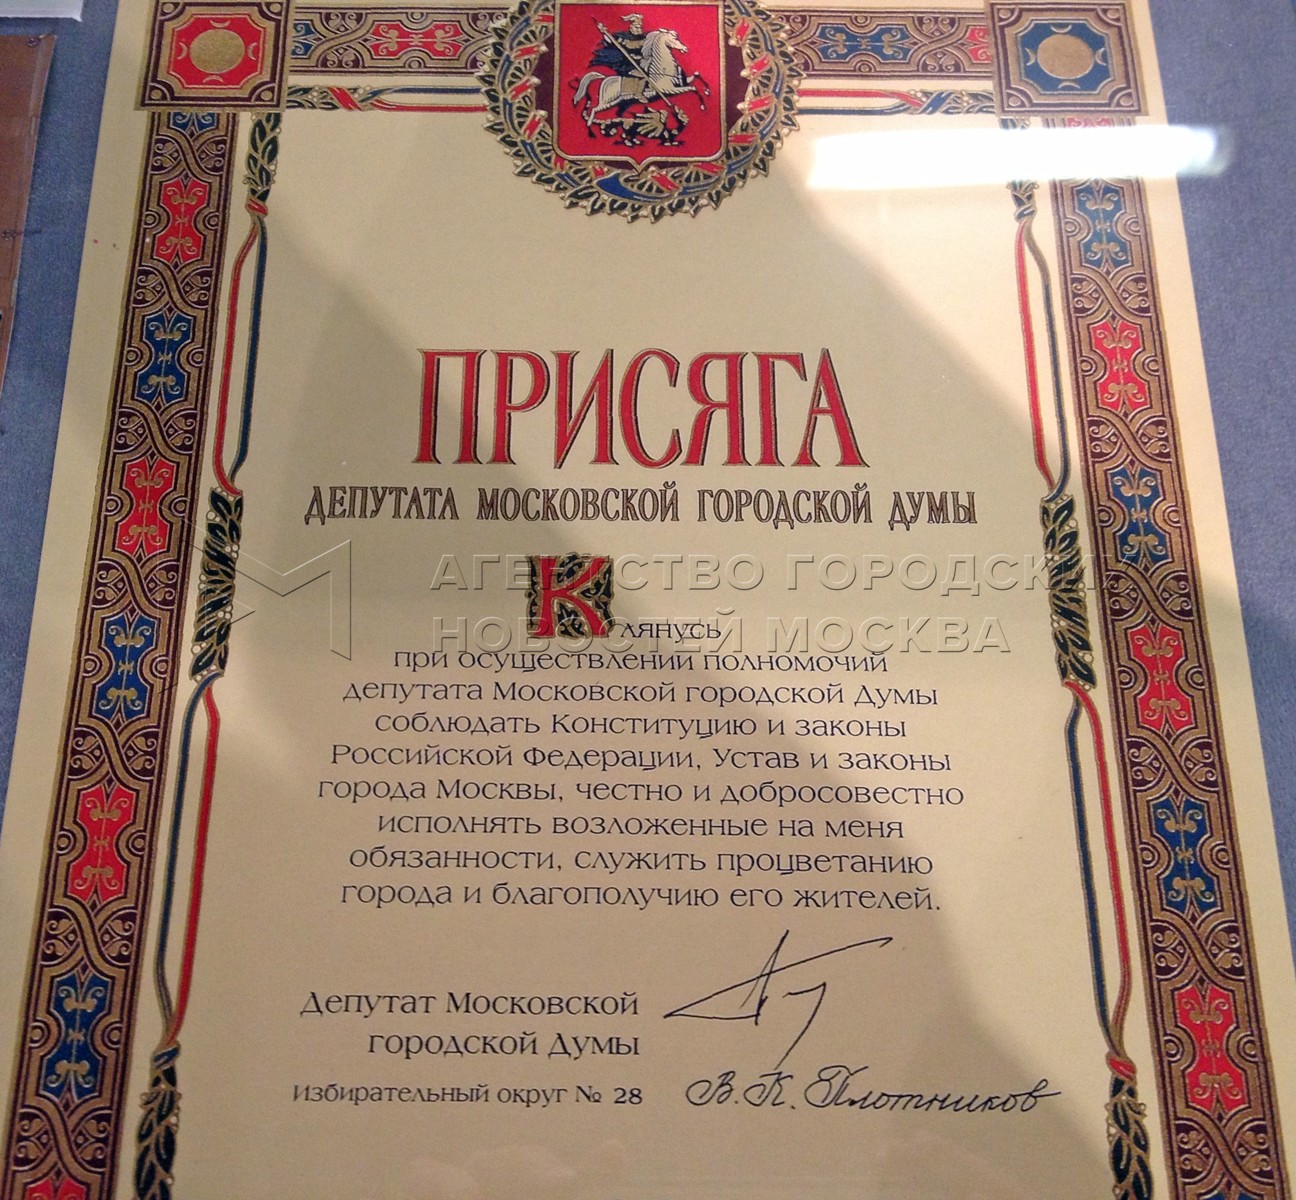 ПРИСЯГА
ДЕПУТАТА МОСКОВСКОЙ ГОРОДСКОЙ ДУМЫ
Клянусь
при осуществлении полномочий
депутата Московской городской Думы
соблюдать Конституцию и законы
Российской Федерации, Устав и законы
города Москвы, честно и добросовестно
исполнять возложенные на меня
обязанности, служить процветанию
города и благополучию его жителей.
Депутат Московской
городской Думы
Избирательный округ № 28
В. К. Плотников
АГЕНТСТВО ГОРОДСКИХ
НОВОСТЕЙ МОСКВА